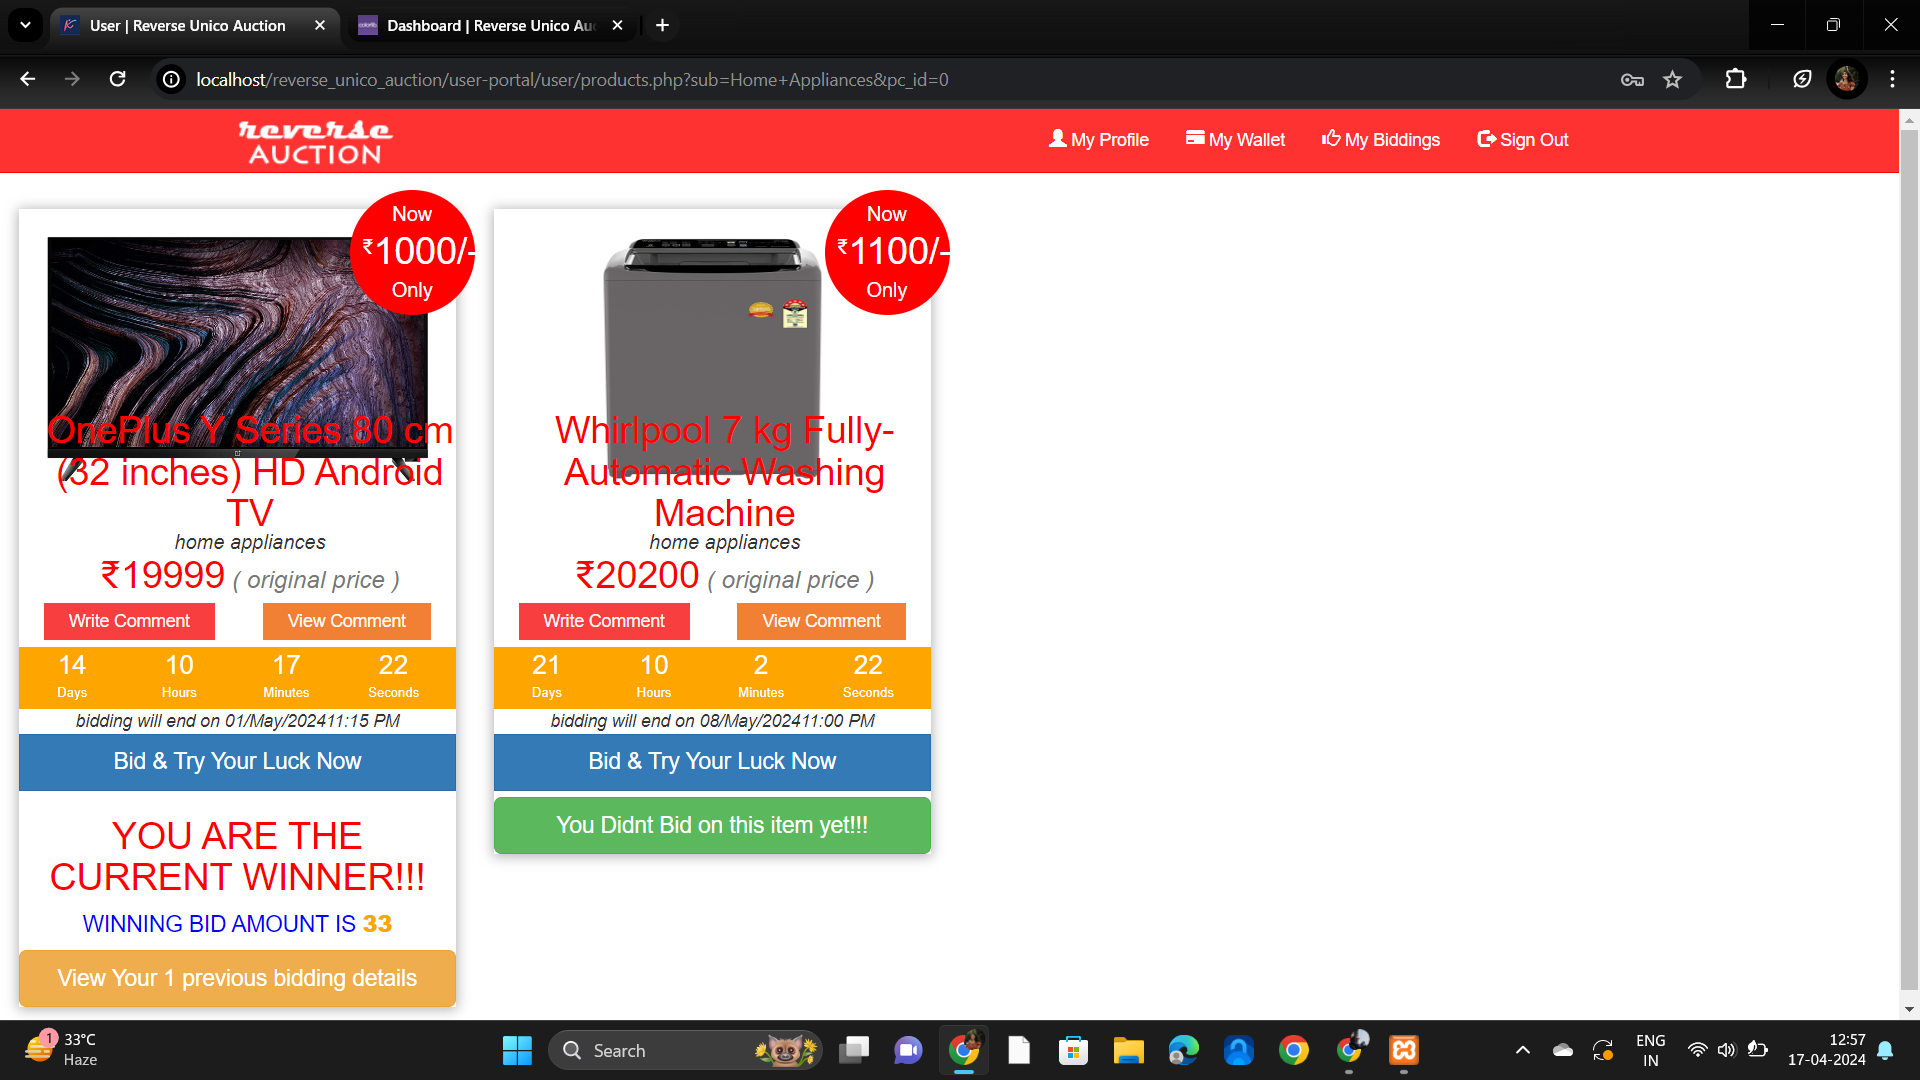 User | Reverse Unico Auction
Dashboard | Reverse Unico Au
localhost/reverse_unico_auction/user-portal/user/products.php?sub=Home+Appliances&pc_id=0
reverse
AUCTION
My Profile
My Wallet
My Biddings
Sign Out
Now
₹1000/-
Only
OnePlus Y Series 80 cm
(32 inches) HD Android
TV
home appliances
₹19999 ( original price )
Write Comment
View Comment
14 10 17 22
Days Hours Minutes Seconds
bidding will end on 01/May/202411:15 PM
Bid & Try Your Luck Now
YOU ARE THE
CURRENT WINNER!!!
WINNING BID AMOUNT IS 33
View Your 1 previous bidding details
Now
₹1100/-
Only
Whirlpool 7 kg Fully-
Automatic Washing
Machine
home appliances
₹20200 ( original price )
Write Comment
View Comment
21 10 2 22
Days Hours Minutes Seconds
bidding will end on 08/May/202411:00 PM
Bid & Try Your Luck Now
You Didnt Bid on this item yet!!!
1
33°C
Haze
Search
ENG
IN
12:57
17-04-2024